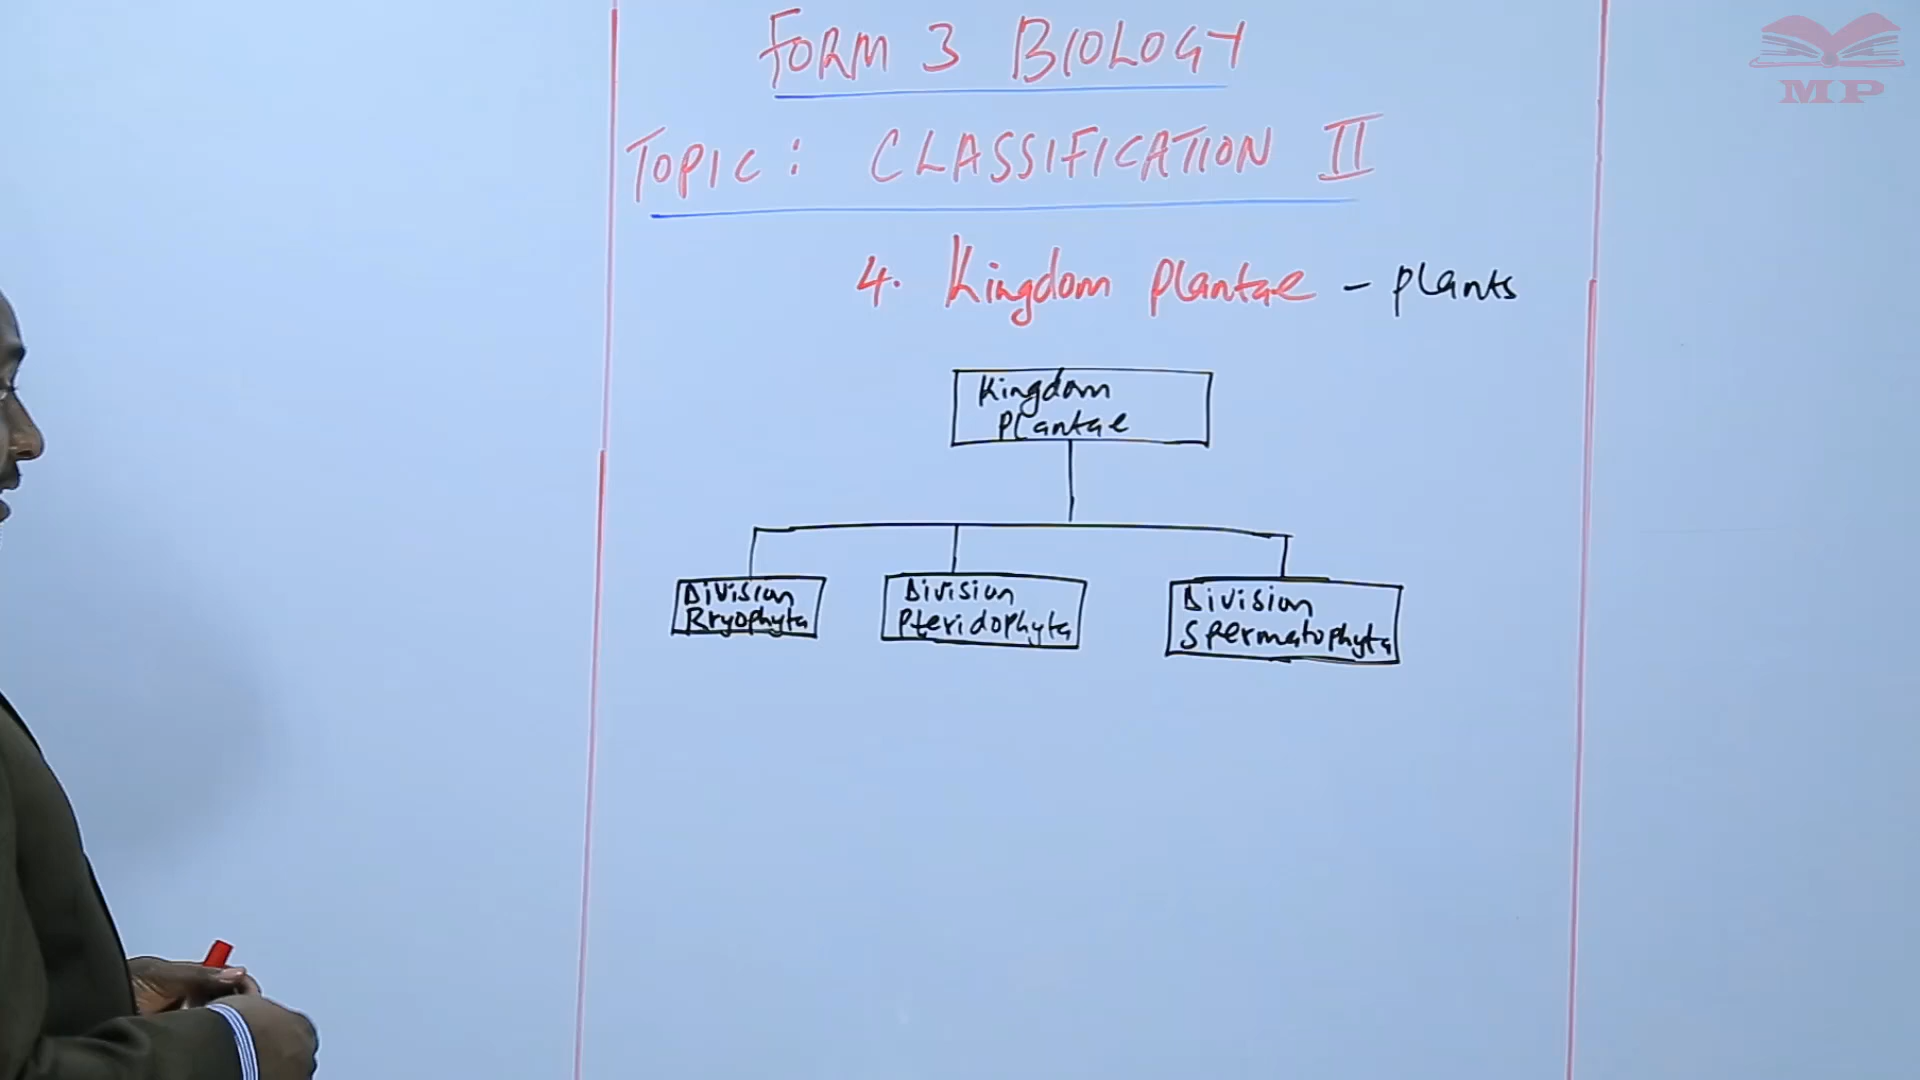 FORM 3 BIOLOGY
MP
TOPIC: CLASSIFICATION II
4. Kingdom Plantae - plants
Kingdom
Plantae
Division
Bryophyta
Division
Pteridophyta
Division
Spermatophyta